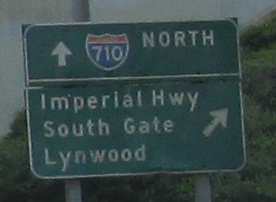 710 NORTH
Imperial Hwy
South Gate
Lynwood